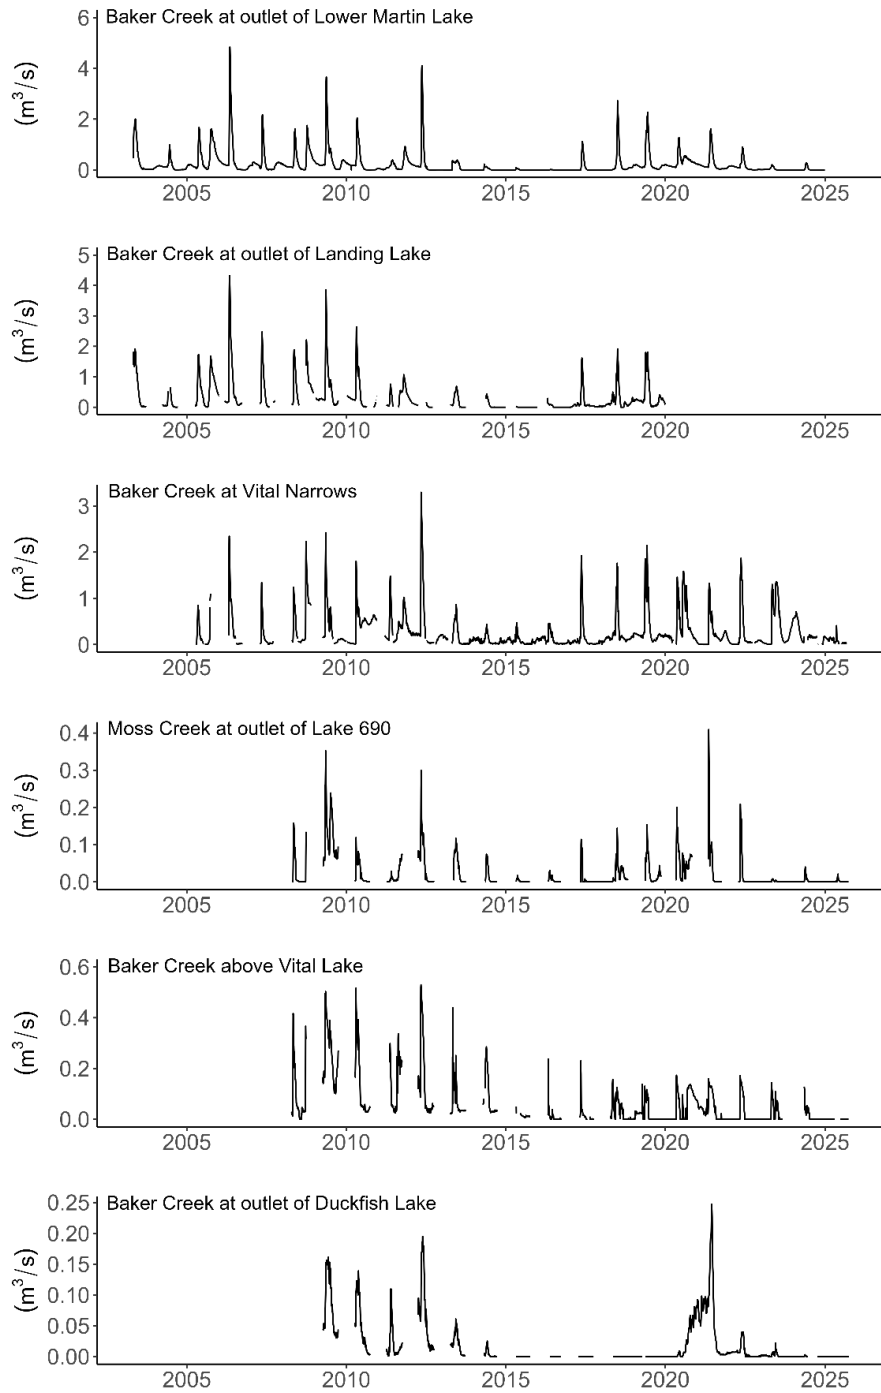 Baker Creek at outlet of Lower Martin Lake
(m³/s)
6
4
2
0
2005 2010 2015 2020 2025
Baker Creek at outlet of Landing Lake
(m³/s)
5
4
3
2
1
0
2005 2010 2015 2020 2025
Baker Creek at Vital Narrows
(m³/s)
3
2
1
0
2005 2010 2015 2020 2025
Moss Creek at outlet of Lake 690
(m³/s)
0.4
0.3
0.2
0.1
0.0
2005 2010 2015 2020 2025
Baker Creek above Vital Lake
(m³/s)
0.6
0.4
0.2
0.0
2005 2010 2015 2020 2025
Baker Creek at outlet of Duckfish Lake
(m³/s)
0.25
0.20
0.15
0.10
0.05
0.00
2005 2010 2015 2020 2025